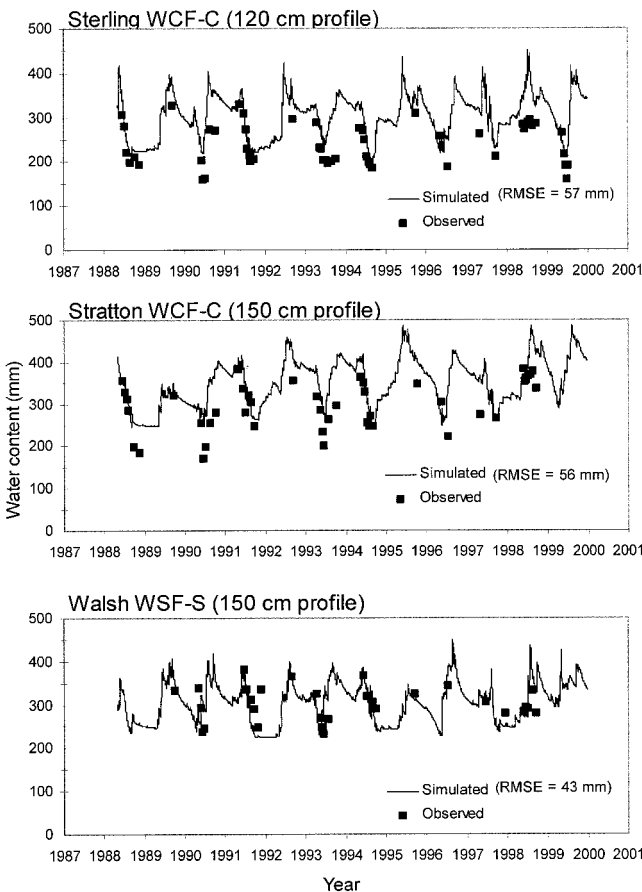 Sterling WCF-C (120 cm profile)
500
400
300
200
100
0
Simulated (RMSE = 57 mm)
Observed
1987 1988 1989 1990 1991 1992 1993 1994 1995 1996 1997 1998 1999 2000 2001
Stratton WCF-C (150 cm profile)
500
400
300
200
100
0
Water content (mm)
Simulated (RMSE = 56 mm)
Observed
1987 1988 1989 1990 1991 1992 1993 1994 1995 1996 1997 1998 1999 2000 2001
Walsh WSF-S (150 cm profile)
500
400
300
200
100
0
Simulated (RMSE = 43 mm)
Observed
1987 1988 1989 1990 1991 1992 1993 1994 1995 1996 1997 1998 1999 2000 2001
Year